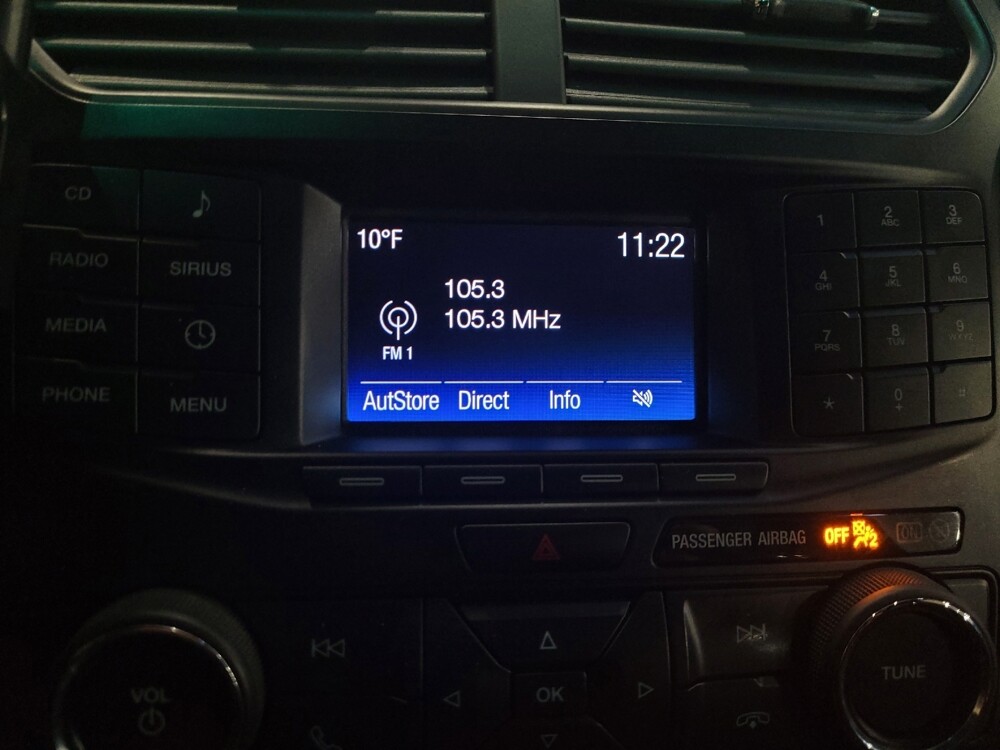 10°F
11:22
105.3
105.3 MHz
FM 1
AutStore Direct Info
CD
RADIO
SIRIUS
MEDIA
PHONE
MENU
1
2 ABC
3 DEF
4 GHI
5 JKL
6 MNO
7 PQRS
8 TUV
9 WXYZ
*
0 +
#
PASSENGER AIRBAG OFF 2 ON
VOL
OK
TUNE